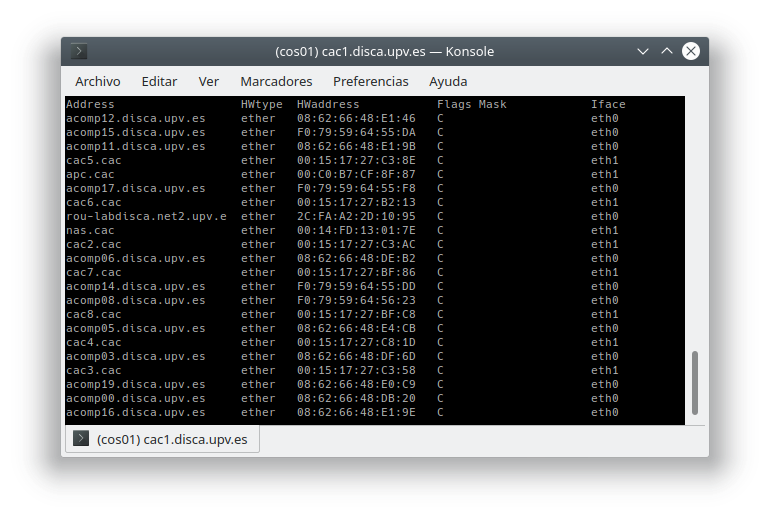 (cos01) cac1.disca.upv.es — Konsole
Archivo Editar Ver Marcadores Preferencias Ayuda
Address HWtype HWaddress Flags Mask Iface
acomp12.disca.upv.es ether 08:62:66:48:E1:46 C eth0
acomp15.disca.upv.es ether F0:79:59:64:55:DA C eth0
acomp11.disca.upv.es ether 08:62:66:48:E1:9B C eth0
cac5.cac ether 00:15:17:27:C3:8E C eth1
apc.cac ether 00:C0:B7:CF:8F:87 C eth1
acomp17.disca.upv.es ether F0:79:59:64:55:F8 C eth0
cac6.cac ether 00:15:17:27:B2:13 C eth1
rou-labdisca.net2.upv.e ether 2C:FA:A2:2D:10:95 C eth0
nas.cac ether 00:14:FD:13:01:7E C eth1
cac2.cac ether 00:15:17:27:C3:AC C eth1
acomp06.disca.upv.es ether 08:62:66:48:DE:B2 C eth0
cac7.cac ether 00:15:17:27:BF:86 C eth1
acomp14.disca.upv.es ether F0:79:59:64:55:DD C eth0
acomp08.disca.upv.es ether F0:79:59:64:56:23 C eth0
cac8.cac ether 00:15:17:27:BF:C8 C eth1
acomp05.disca.upv.es ether 08:62:66:48:E4:CB C eth0
cac4.cac ether 00:15:17:27:C8:1D C eth1
acomp03.disca.upv.es ether 08:62:66:48:DF:6D C eth0
cac3.cac ether 00:15:17:27:C3:58 C eth1
acomp19.disca.upv.es ether 08:62:66:48:E0:C9 C eth0
acomp00.disca.upv.es ether 08:62:66:48:DB:20 C eth0
acomp16.disca.upv.es ether 08:62:66:48:E1:9E C eth0
(cos01) cac1.disca.upv.es